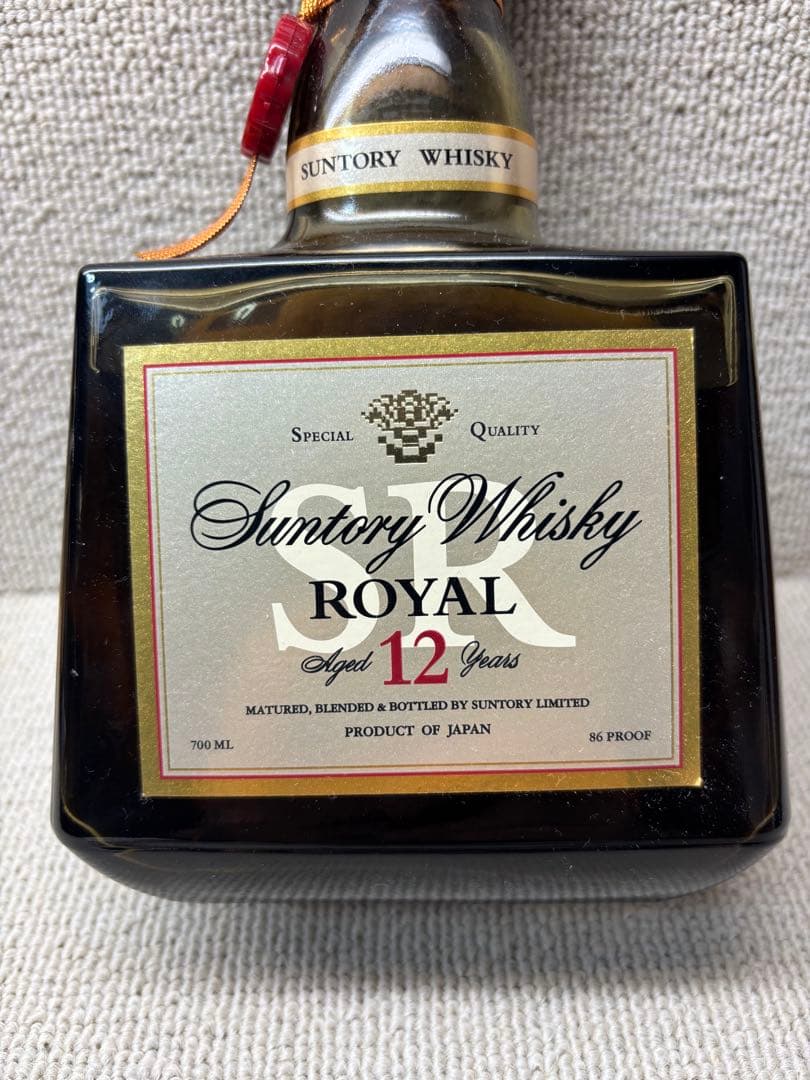 SUNTORY WHISKY
SPECIAL QUALITY
SR
Suntory Whisky
ROYAL
Aged 12 Years
MATURED, BLENDED & BOTTLED BY SUNTORY LIMITED
PRODUCT OF JAPAN
700 ML 86 PROOF